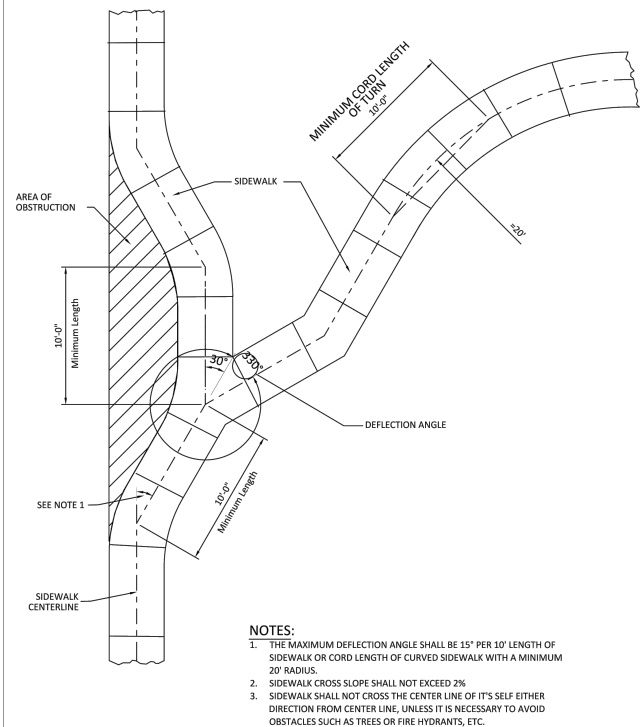 MINIMUM CORD LENGTH
OF TURN
10'-0"
SIDEWALK
AREA OF
OBSTRUCTION
≈20'
10'-0"
Minimum Length
30°
330°
DEFLECTION ANGLE
10'-0"
Minimum Length
SEE NOTE 1
SIDEWALK
CENTERLINE
NOTES:
1. THE MAXIMUM DEFLECTION ANGLE SHALL BE 15° PER 10' LENGTH OF
SIDEWALK OR CORD LENGTH OF CURVED SIDEWALK WITH A MINIMUM
20' RADIUS.
2. SIDEWALK CROSS SLOPE SHALL NOT EXCEED 2%
3. SIDEWALK SHALL NOT CROSS THE CENTER LINE OF IT'S SELF EITHER
DIRECTION FROM CENTER LINE, UNLESS IT IS NECESSARY TO AVOID
OBSTACLES SUCH AS TREES OR FIRE HYDRANTS, ETC.